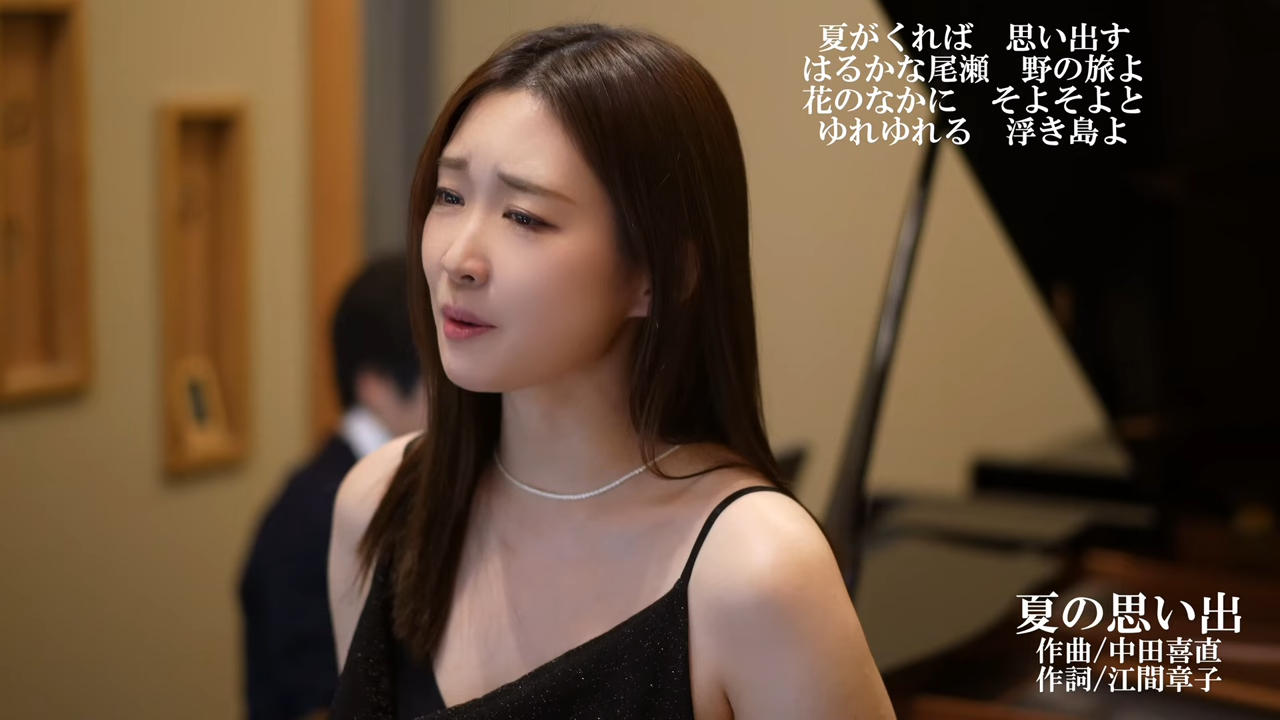 夏がくれば　思い出す
はるかな尾瀬　野の旅よ
花のなかに　そよそよと
ゆれゆれる　浮き島よ
夏の思い出
作曲/中田喜直
作詞/江間章子